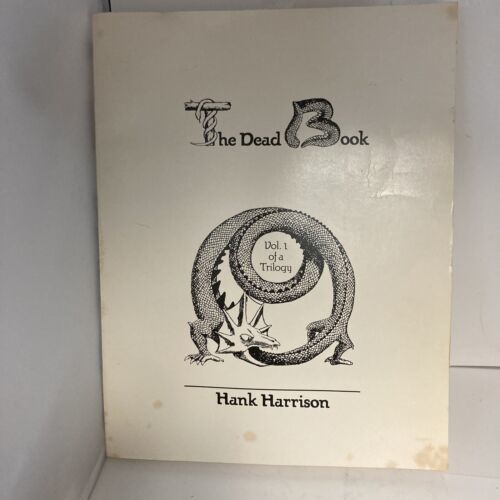 The Dead Book
Vol. 1
of a
Trilogy
Hank Harrison